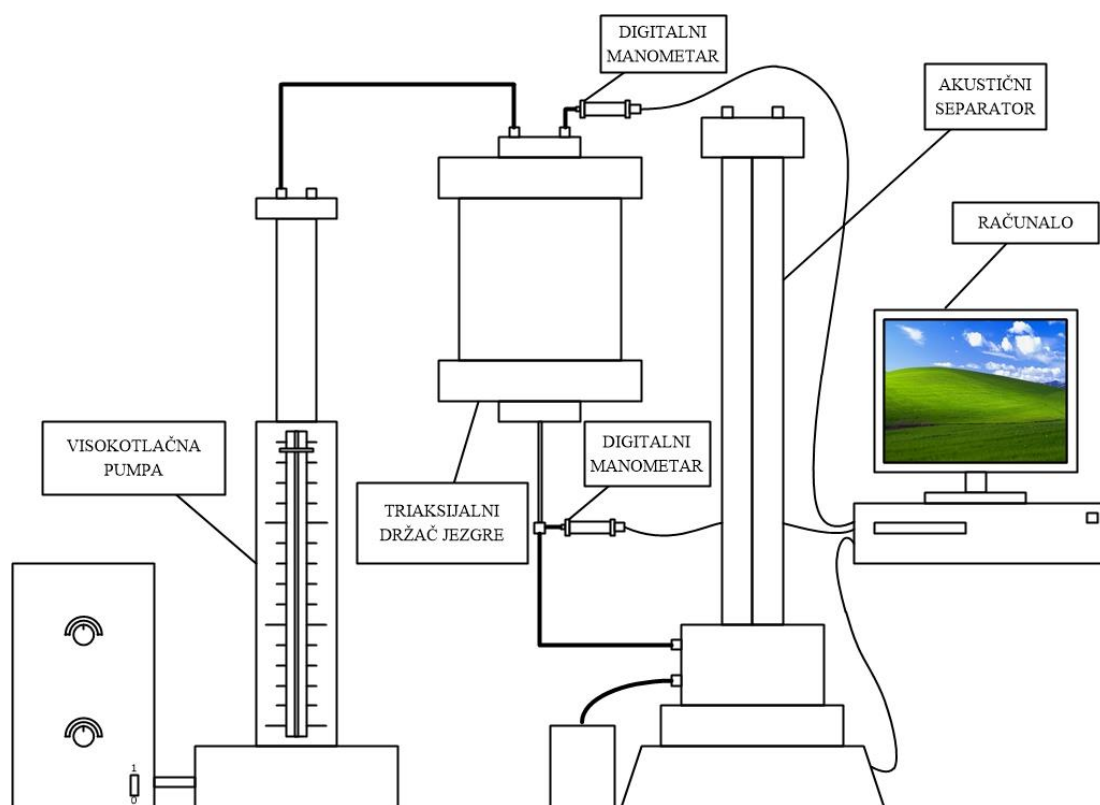 DIGITALNI
MANOMETAR
AKUSTIČNI
SEPARATOR
RAČUNALO
VISOKOTLAČNA
PUMPA
DIGITALNI
MANOMETAR
TRIAKSIJALNI
DRŽAČ JEZGRE
1
0